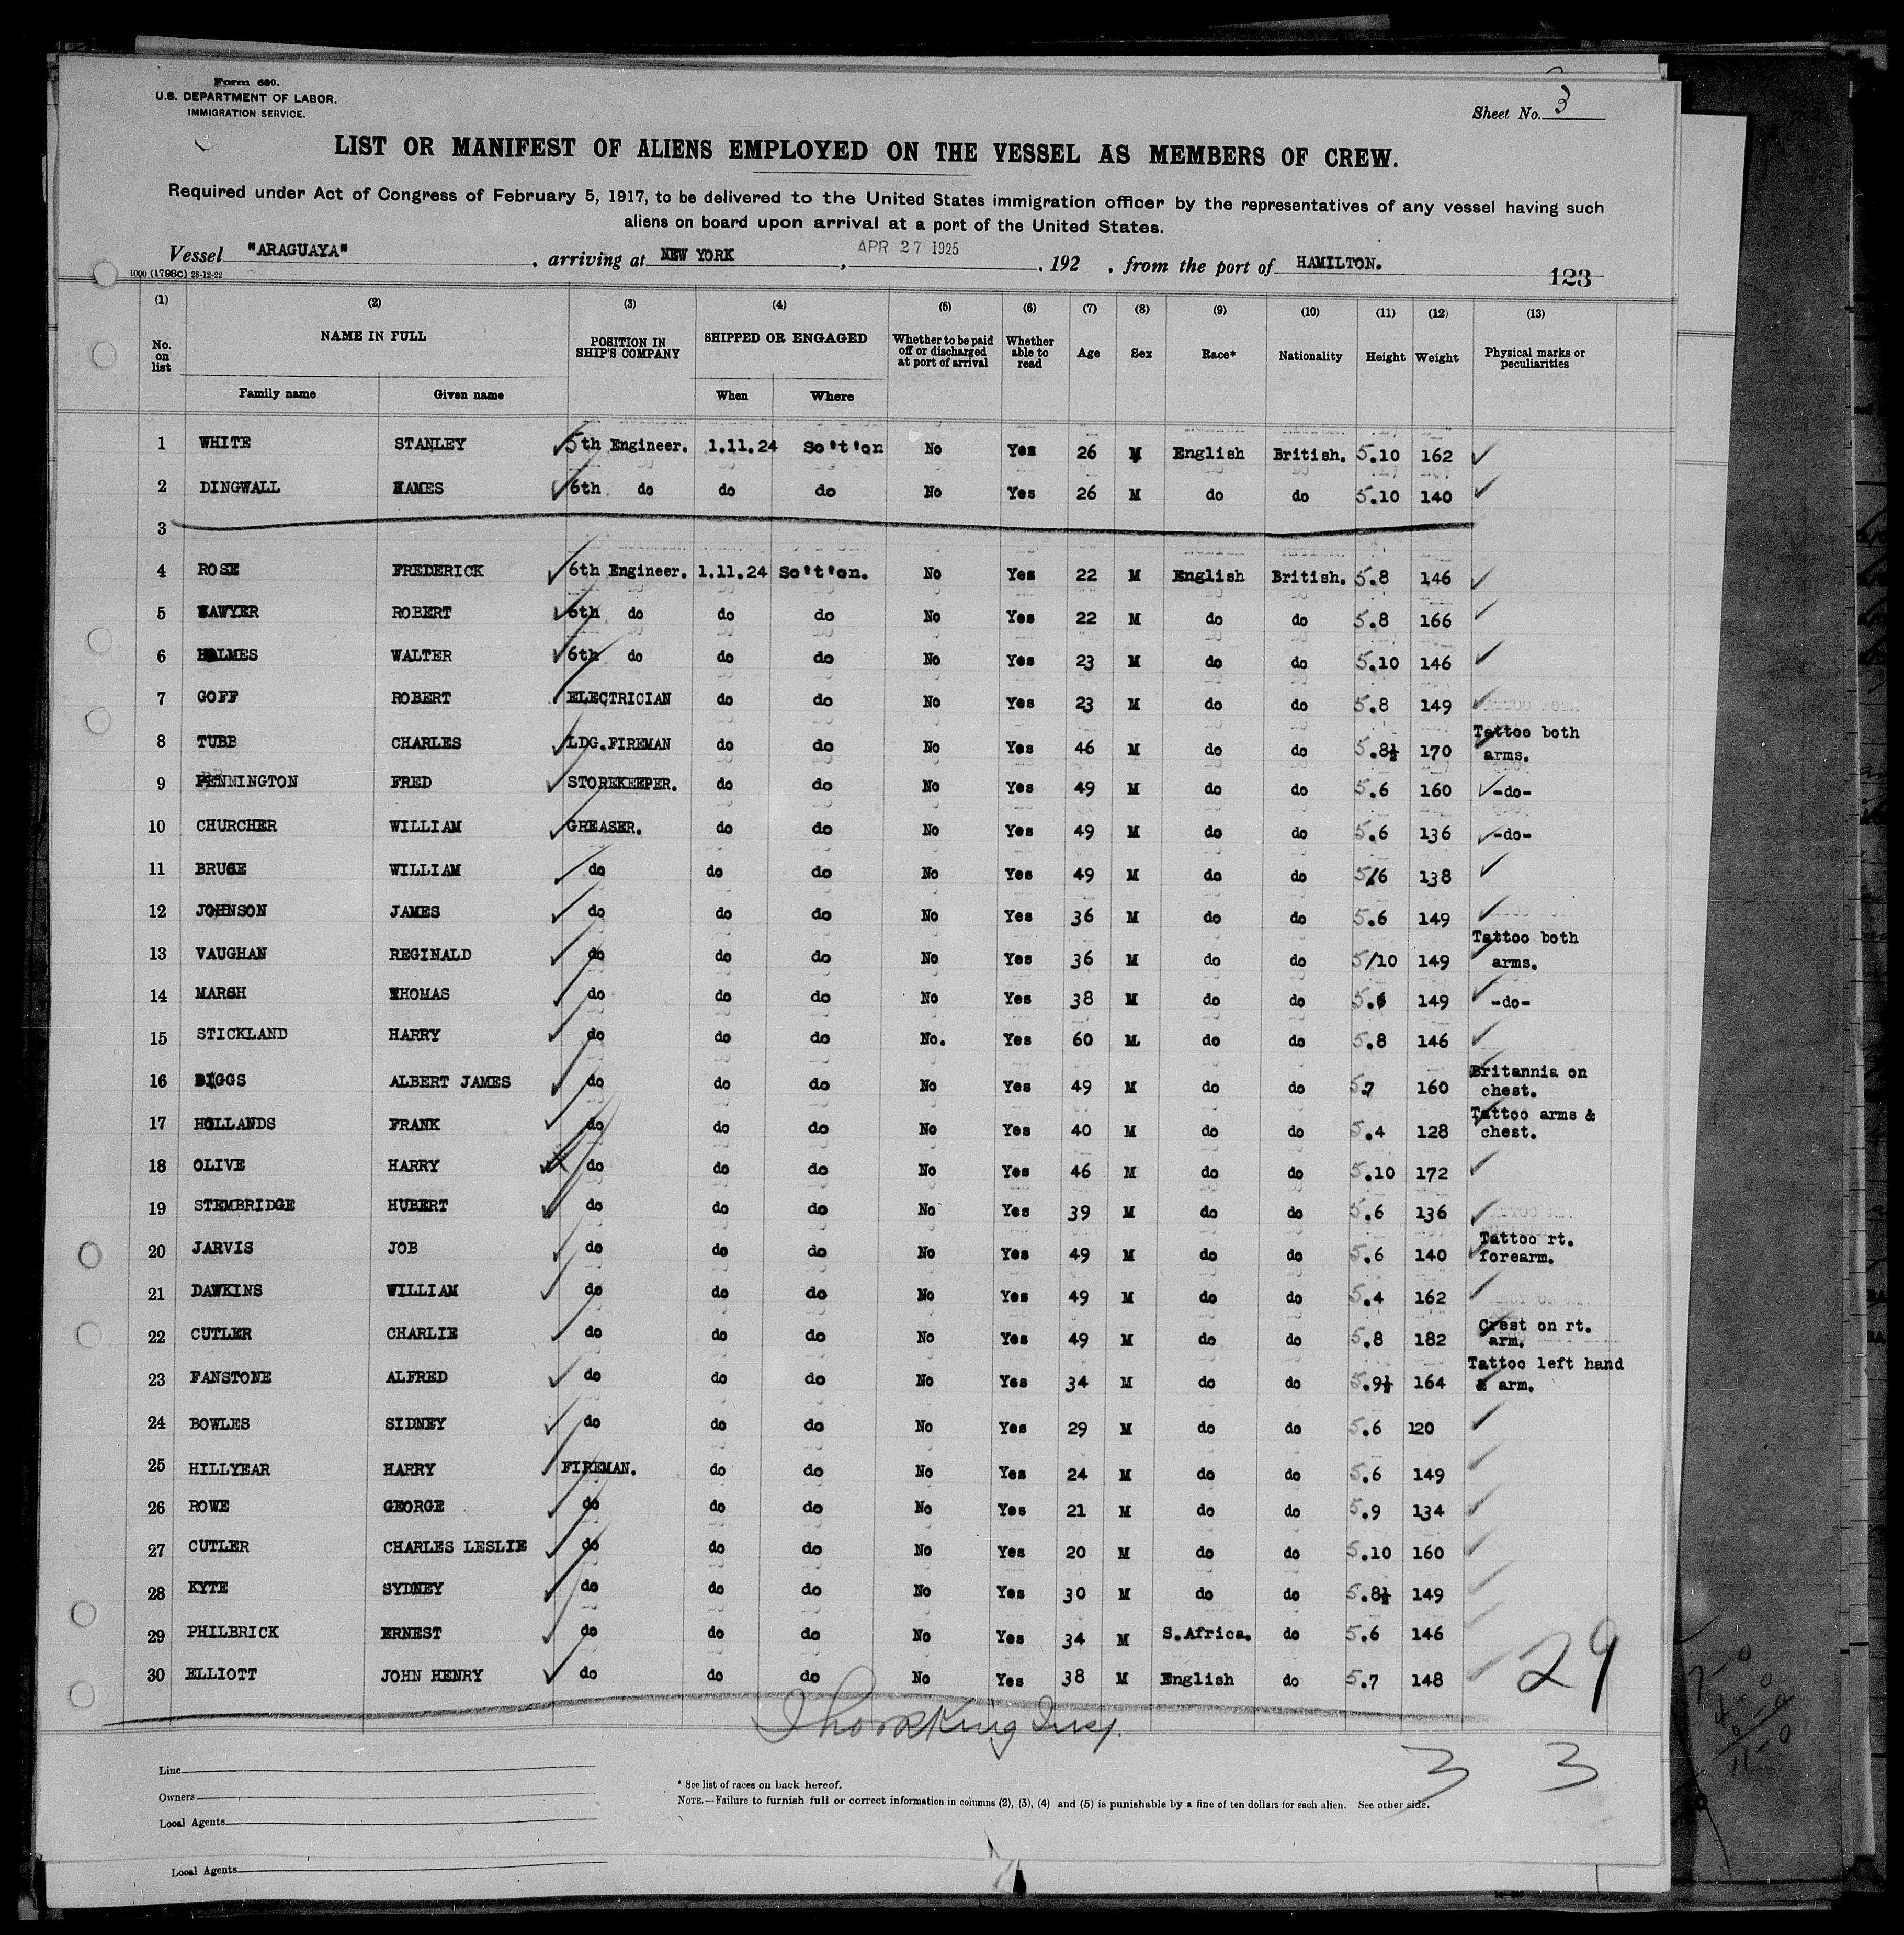 Form 680.
U.S. DEPARTMENT OF LABOR.
IMMIGRATION SERVICE.
Sheet No. 3
LIST OR MANIFEST OF ALIENS EMPLOYED ON THE VESSEL AS MEMBERS OF CREW.
Required under Act of Congress of February 5, 1917, to be delivered to the United States immigration officer by the representatives of any vessel having such
aliens on board upon arrival at a port of the United States.
Vessel "ARAGUAYA", arriving at NEW YORK, APR 27 1925, 192 , from the port of HAMILTON.
1000 (1798C) 28-12-22
123
(1) (2) (3) (4) (5) (6) (7) (8) (9) (10) (11) (12) (13)
No. on list NAME IN FULL POSITION IN SHIP'S COMPANY SHIPPED OR ENGAGED Whether to be paid off or discharged at port of arrival Whether able to read Age Sex Race* Nationality Height Weight Physical marks or peculiarities
Family name Given name When Where
1 WHITE STANLEY 5th Engineer. 1.11.24 So't'on No Yes 26 M English British. 5.10 162
2 DINGWALL JAMES 6th do do do No Yes 26 M do do 5.10 140
3
4 ROSE FREDERICK 6th Engineer. 1.11.24 So't'on. No Yes 22 M English British. 5.8 146
5 SAWYER ROBERT 6th do do do No Yes 22 M do do 5.8 166
6 HOLMES WALTER 6th do do do No Yes 23 M do do 5.10 146
7 GOFF ROBERT ELECTRICIAN do do No Yes 23 M do do 5.8 149
8 TUBB CHARLES LDG.FIREMAN do do No Yes 46 M do do 5.8½ 170 Tattoo both arms.
9 PENNINGTON FRED STOREKEEPER. do do No Yes 49 M do do 5.6 160 -do-
10 CHURCHER WILLIAM GREASER. do do No Yes 49 M do do 5.6 136 -do-
11 BRUCE WILLIAM do do do No Yes 49 M do do 5/6 138
12 JOHNSON JAMES do do do No Yes 36 M do do 5.6 149
13 VAUGHAN REGINALD do do do No Yes 36 M do do 5/10 149 Tattoo both arms.
14 MARSH THOMAS do do do No Yes 38 M do do 5.6 149 -do-
15 STICKLAND HARRY do do do No. Yes 60 M. do do 5.8 146
16 BIGGS ALBERT JAMES do do do No Yes 49 M do do 5.7 160 Britannia on chest.
17 HOLLANDS FRANK do do do No Yes 40 M do do 5.4 128 Tattoo arms & chest.
18 OLIVE HARRY do do do No Yes 46 M do do 5.10 172
19 STEMBRIDGE HUBERT do do do No Yes 39 M do do 5.6 136
20 JARVIS JOB do do do No Yes 49 M do do 5.6 140 Tattoo rt. forearm.
21 DAWKINS WILLIAM do do do No Yes 49 M do do 5.4 162
22 CUTLER CHARLIE do do do No Yes 49 M do do 5.8 182 Crest on rt. arm.
23 FANSTONE ALFRED do do do No Yes 34 M do do 5.9½ 164 Tattoo left hand & arm.
24 BOWLES SIDNEY do do do No Yes 29 M do do 5.6 120
25 HILLYEAR HARRY FIREMAN. do do No Yes 24 M do do 5.6 149
26 ROWE GEORGE do do do No Yes 21 M do do 5.9 134
27 CUTLER CHARLES LESLIE do do do No Yes 20 M do do 5.10 160
28 KYTE SYDNEY do do do No Yes 30 M do do 5.8½ 149
29 PHILBRICK ERNEST do do do No Yes 34 M S.Africa. do 5.6 146
30 ELLIOTT JOHN HENRY do do do No Yes 38 M English do 5.7 148
29
3 3
Line
Owners
Local Agents
* See list of races on back hereof.
NOTE.—Failure to furnish full or correct information in columns (2), (3), (4) and (5) is punishable by a fine of ten dollars for each alien. See other side.
Local Agents